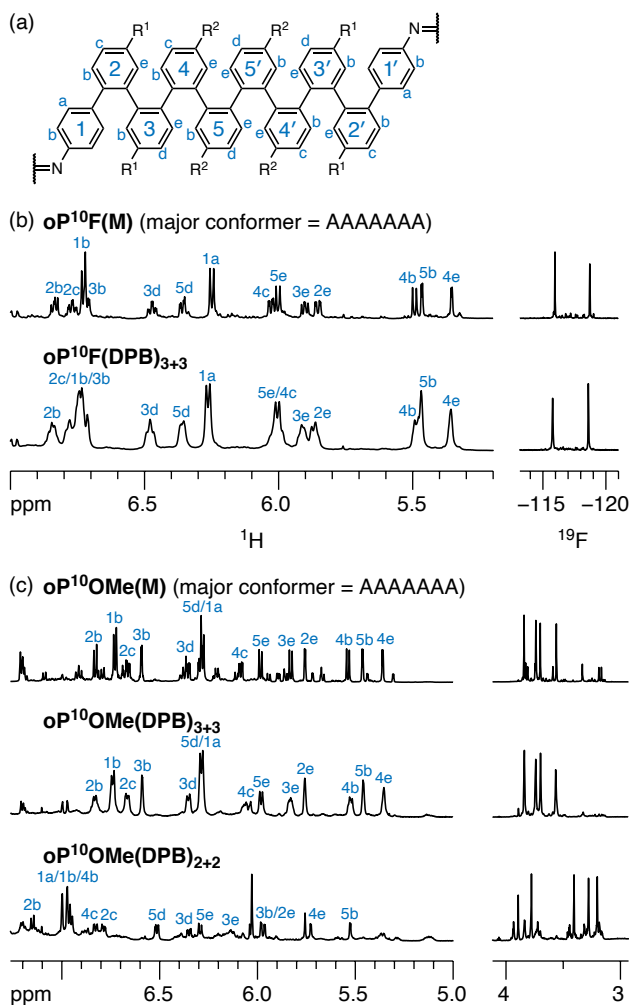 (a)
R¹ R² R² R¹ N
c 2 e b
c 4 e b
d 5′ b e
d 3′ b e
1′ b a
a 1 b
b 3 e d
b 5 e d
e 4′ b c
e 2′ b c
N R¹ R² R² R¹
(b) oP¹⁰F(M) (major conformer = AAAAAAA)
2b 2c 1b 3b 3d 5d 1a 4c 5e 3e 2e 4b 5b 4e
oP¹⁰F(DPB)₃₊₃
2b 2c/1b/3b 3d 5d 1a 5e/4c 3e 2e 4b 5b 4e
ppm 6.5 6.0 5.5 −115 −120
¹H ¹⁹F
(c) oP¹⁰OMe(M) (major conformer = AAAAAAA)
2b 1b 2c 3b 3d 5d/1a 4c 5e 3e 2e 4b 5b 4e
oP¹⁰OMe(DPB)₃₊₃
2b 1b 2c 3b 3d 5d/1a 4c 5e 3e 2e 4b 5b 4e
oP¹⁰OMe(DPB)₂₊₂
2b 1a/1b/4b 4c 2c 5d 3d 5e 3e 3b/2e 4e 5b
ppm 6.5 6.0 5.5 5.0 4 3